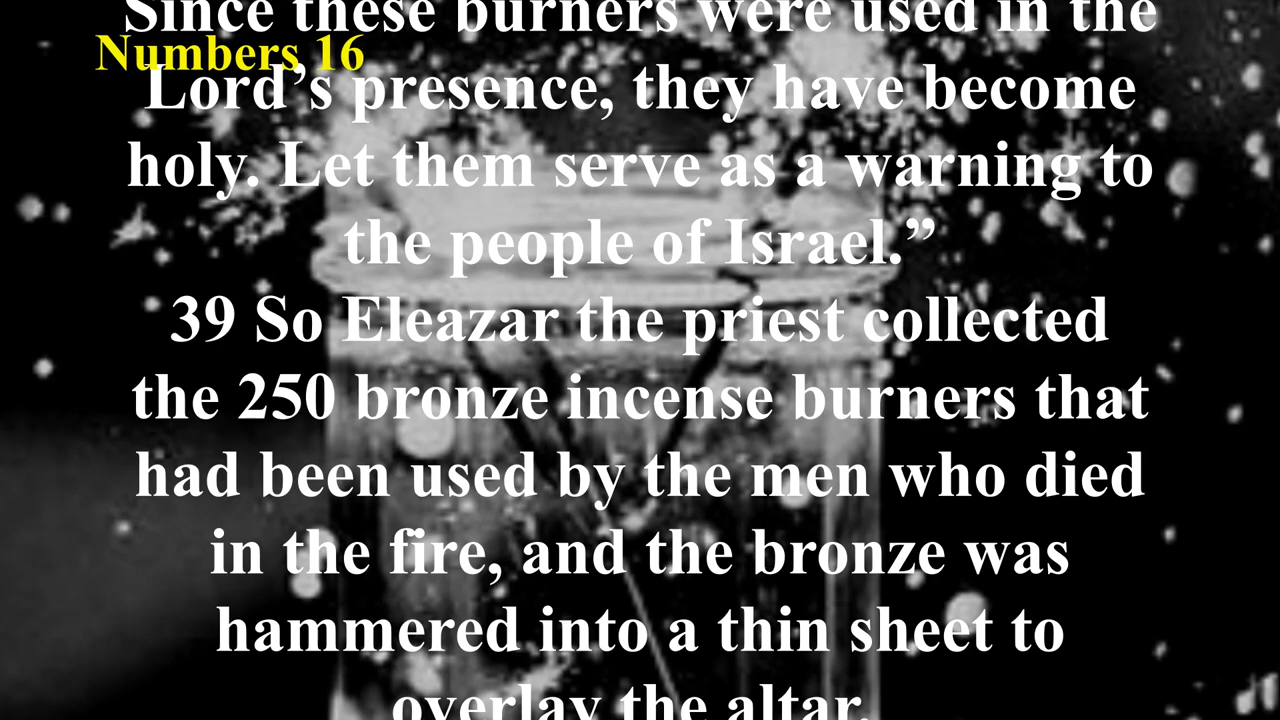 Since these burners were used in the
Numbers 16
Lord’s presence, they have become
holy. Let them serve as a warning to
the people of Israel.”
39 So Eleazar the priest collected
the 250 bronze incense burners that
had been used by the men who died
in the fire, and the bronze was
hammered into a thin sheet to
overlay the altar.